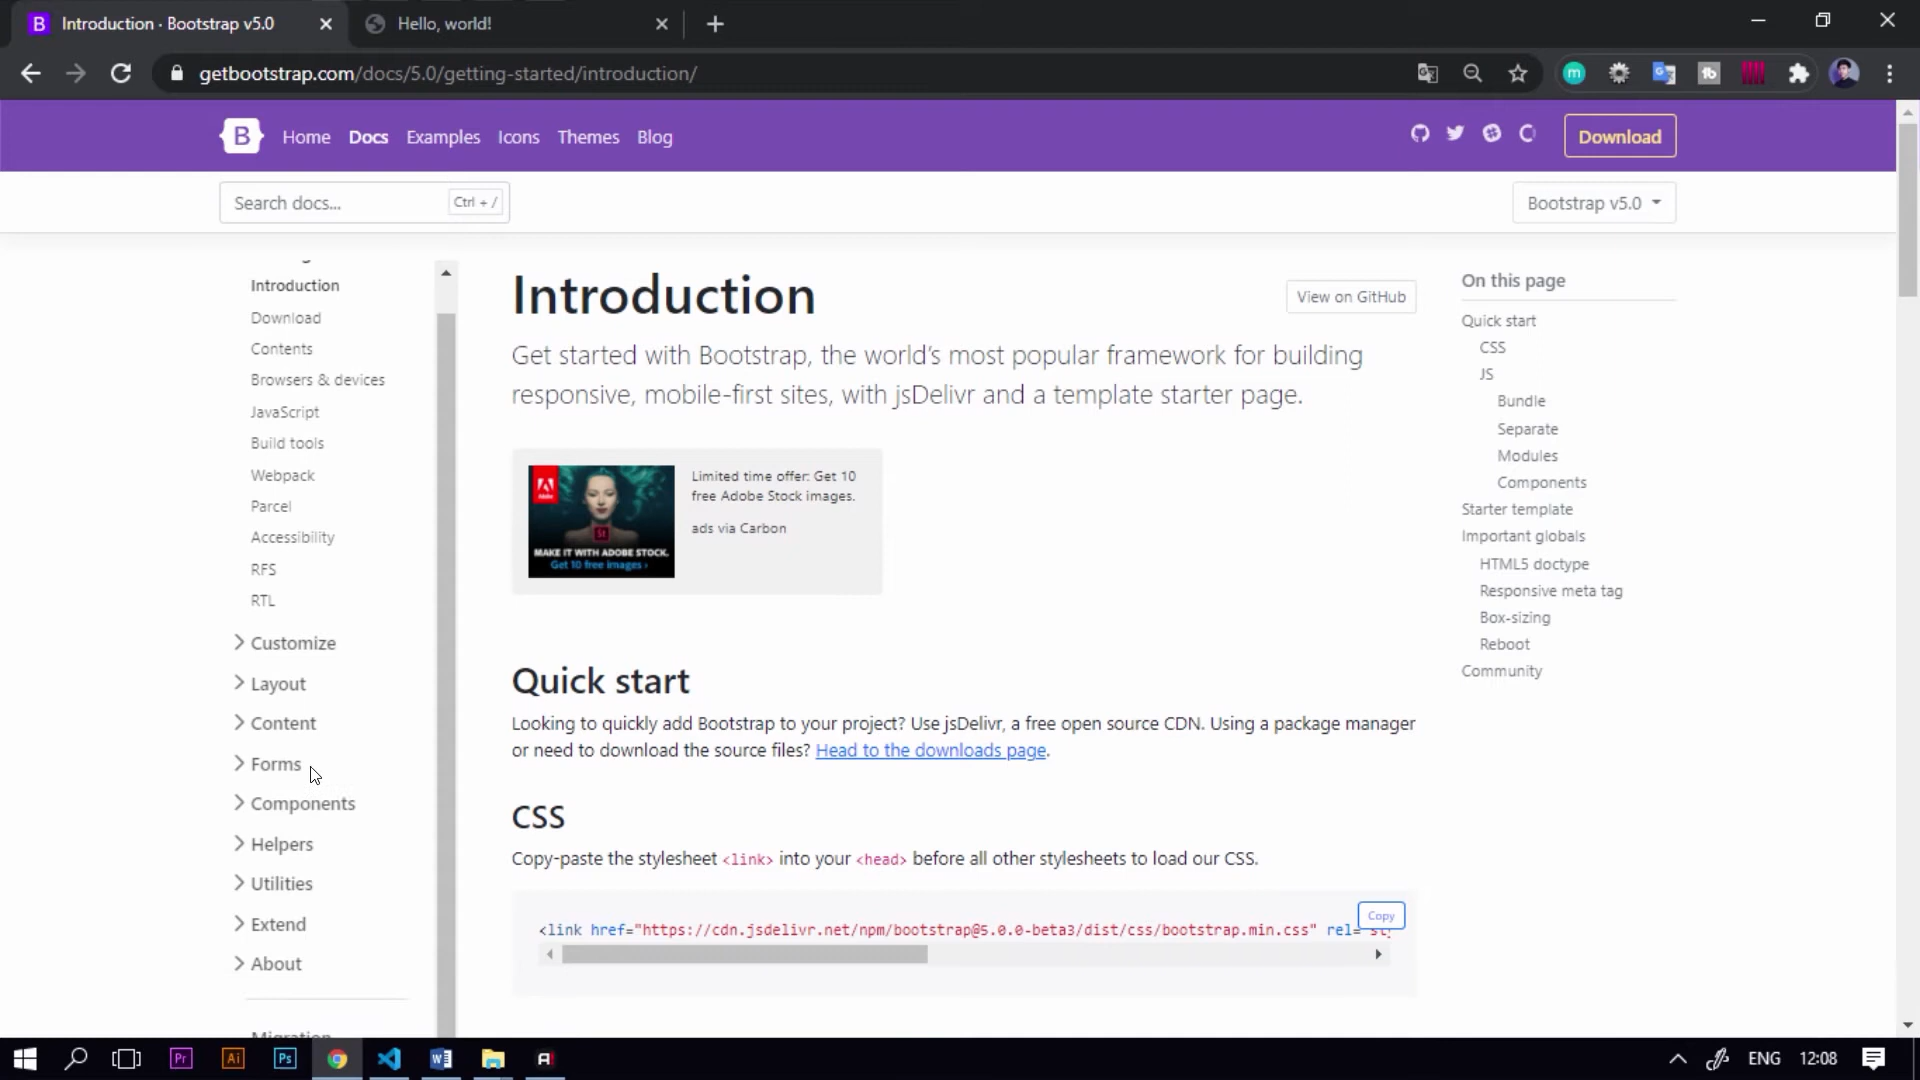 B Introduction · Bootstrap v5.0
Hello, world!
getbootstrap.com/docs/5.0/getting-started/introduction/
B Home Docs Examples Icons Themes Blog
Download
Search docs... Ctrl + /
Bootstrap v5.0
Introduction
Download
Contents
Browsers & devices
JavaScript
Build tools
Webpack
Parcel
Accessibility
RFS
RTL
Customize
Layout
Content
Forms
Components
Helpers
Utilities
Extend
About
Migration
Introduction
View on GitHub
Get started with Bootstrap, the world's most popular framework for building
responsive, mobile-first sites, with jsDelivr and a template starter page.
Adobe
St
MAKE IT WITH ADOBE STOCK.
Get 10 free images ›
Limited time offer: Get 10
free Adobe Stock images.
ads via Carbon
Quick start
Looking to quickly add Bootstrap to your project? Use jsDelivr, a free open source CDN. Using a package manager
or need to download the source files? Head to the downloads page.
CSS
Copy-paste the stylesheet <link> into your <head> before all other stylesheets to load our CSS.
Copy
<link href="https://cdn.jsdelivr.net/npm/bootstrap@5.0.0-beta3/dist/css/bootstrap.min.css" rel="st
On this page
Quick start
CSS
JS
Bundle
Separate
Modules
Components
Starter template
Important globals
HTML5 doctype
Responsive meta tag
Box-sizing
Reboot
Community
Pr Ai Ps
ENG 12:08